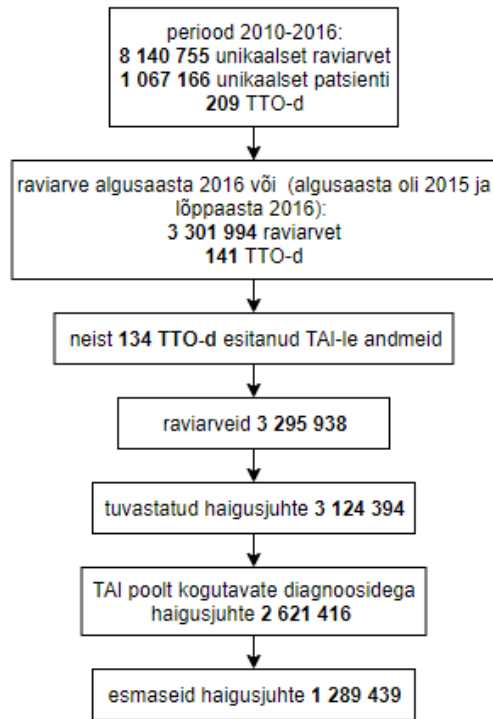 periood 2010-2016:
8 140 755 unikaalset raviarvet
1 067 166 unikaalset patsienti
209 TTO-d
raviarve algusaasta 2016 või (algusaasta oli 2015 ja
lõppaasta 2016):
3 301 994 raviarvet
141 TTO-d
neist 134 TTO-d esitanud TAI-le andmeid
raviarveid 3 295 938
tuvastatud haigusjuhte 3 124 394
TAI poolt kogutavate diagnoosidega
haigusjuhte 2 621 416
esmaseid haigusjuhte 1 289 439